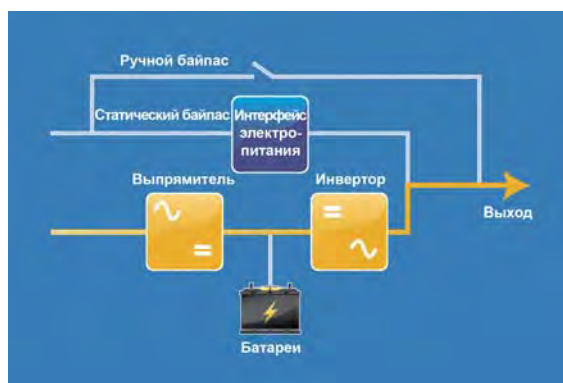 Ручной байпас
Статический байпас
Интерфейс
электро-
питания
Выпрямитель
Инвертор
Выход
Батареи